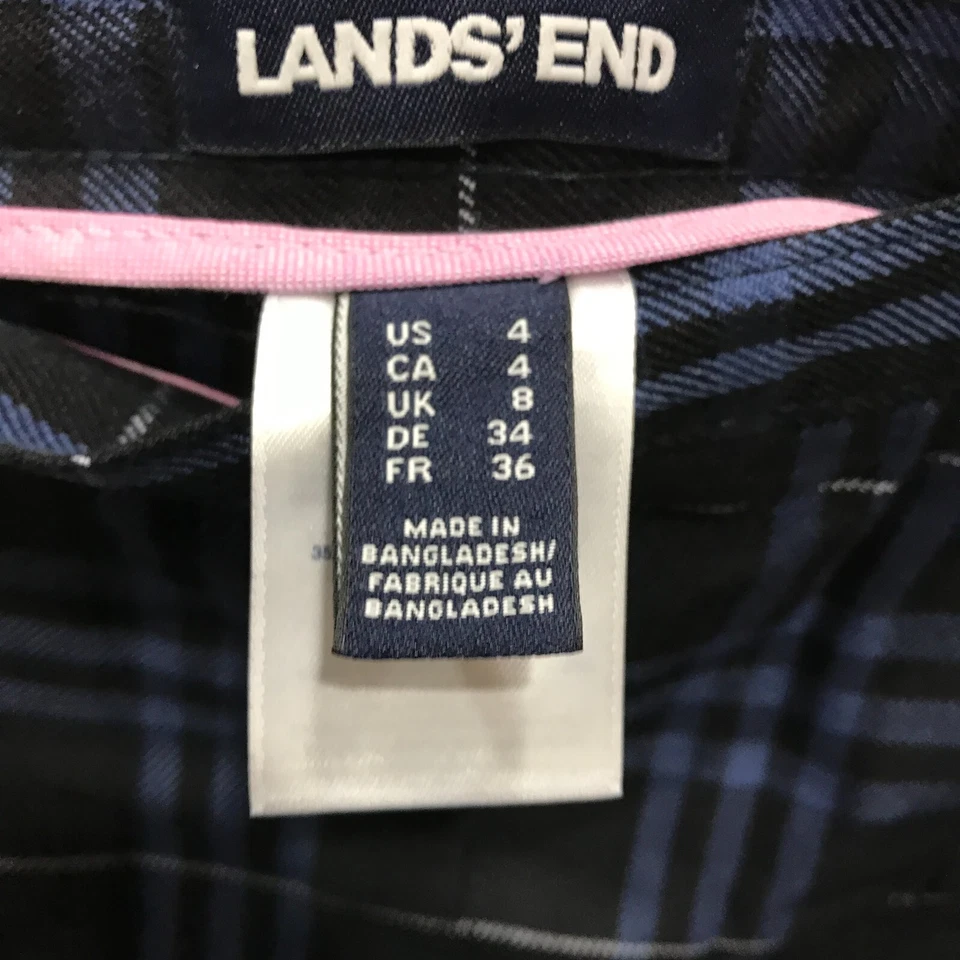 LANDS' END
US 4
CA 4
UK 8
DE 34
FR 36
MADE IN
BANGLADESH/
FABRIQUE AU
BANGLADESH